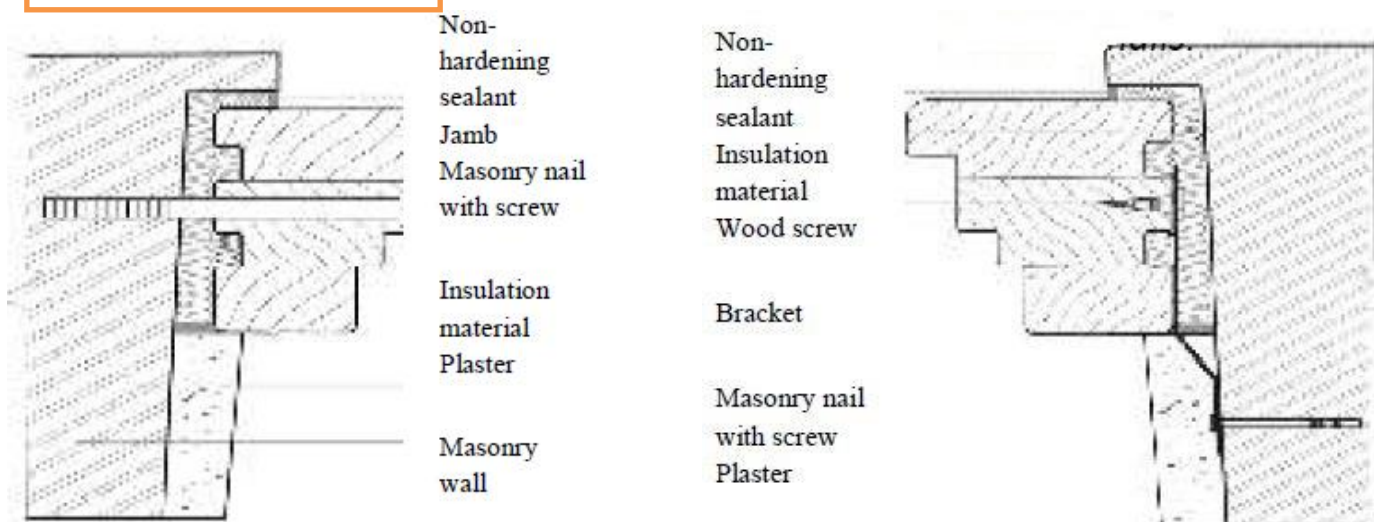 Non-
hardening
sealant
Jamb
Masonry nail
with screw
Insulation
material
Plaster
Masonry
wall
Non-
hardening
sealant
Insulation
material
Wood screw
Bracket
Masonry nail
with screw
Plaster